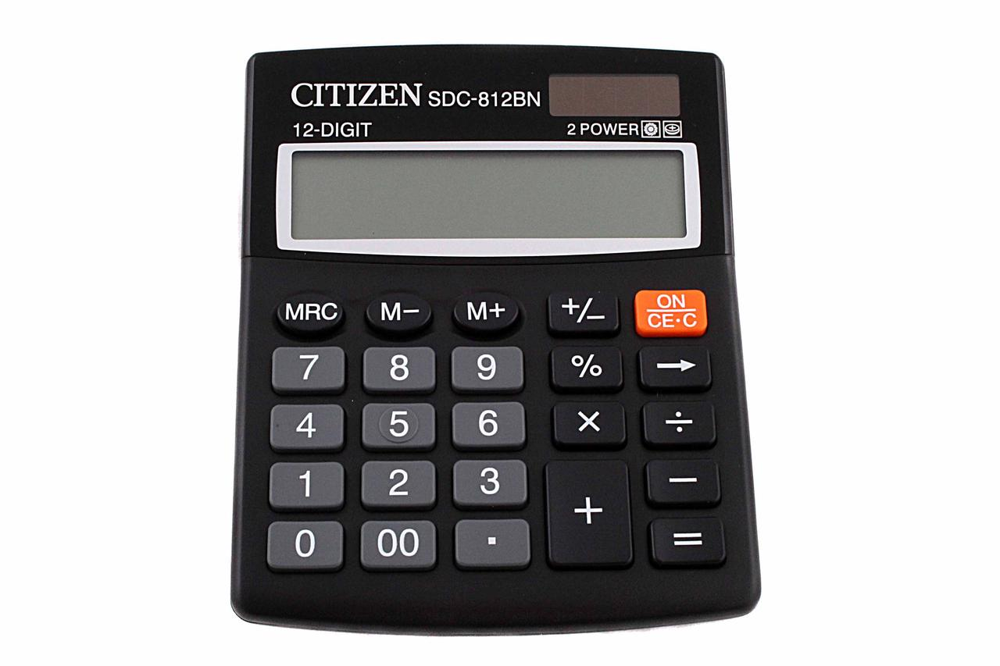 CITIZEN SDC-812BN
12-DIGIT
2 POWER
MRC M− M+ +/− ON
CE·C
7 8 9 % →
4 5 6 × ÷
1 2 3 −
+
0 00 . =